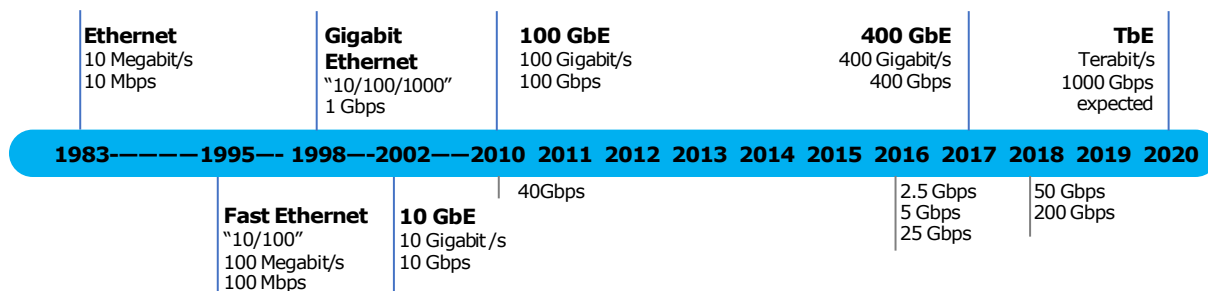 Ethernet
10 Megabit/s
10 Mbps
Gigabit
Ethernet
“10/100/1000”
1 Gbps
100 GbE
100 Gigabit/s
100 Gbps
400 GbE
400 Gigabit/s
400 Gbps
TbE
Terabit/s
1000 Gbps
expected
1983-————1995—- 1998—-2002——2010 2011 2012 2013 2014 2015 2016 2017 2018 2019 2020
Fast Ethernet
“10/100”
100 Megabit/s
100 Mbps
10 GbE
10 Gigabit/s
10 Gbps
40Gbps
2.5 Gbps
5 Gbps
25 Gbps
50 Gbps
200 Gbps